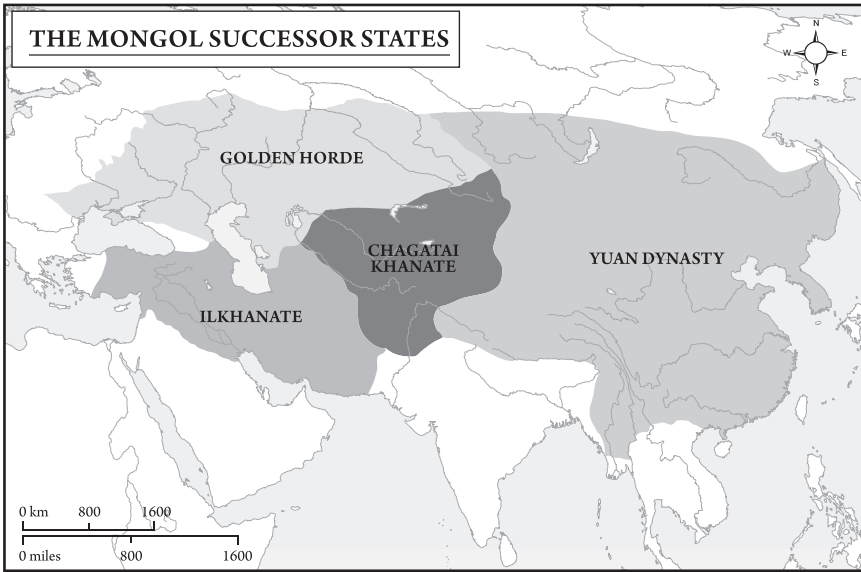 THE MONGOL SUCCESSOR STATES
N
W E
S
GOLDEN HORDE
CHAGATAI
KHANATE
YUAN DYNASTY
ILKHANATE
0 km 800 1600
0 miles 800 1600